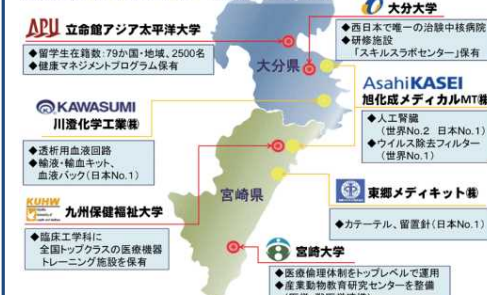 APU 立命館アジア太平洋大学
◆留学生在籍数:79か国・地域、2500名
◆健康マネジメントプログラム保有
大分大学
◆西日本で唯一の治験中核病院
◆研修施設
「スキルスラボセンター」保有
大分県
KAWASUMI
川澄化学工業㈱
◆透析用血液回路
◆輸液・輸血キット、
血液バック(日本No.1)
AsahiKASEI
旭化成メディカルMT㈱
◆人工腎臓
(世界No.2 日本No.1)
◆ウイルス除去フィルター
(世界No.1)
KUHW
九州保健福祉大学
◆臨床工学科に
全国トップクラスの医療機器
トレーニング施設を保有
宮崎県
東郷メディキット㈱
◆カテーテル、留置針(日本No.1)
宮崎大学
◆医療倫理体制をトップレベルで運用
◆産業動物教育研究センターを整備